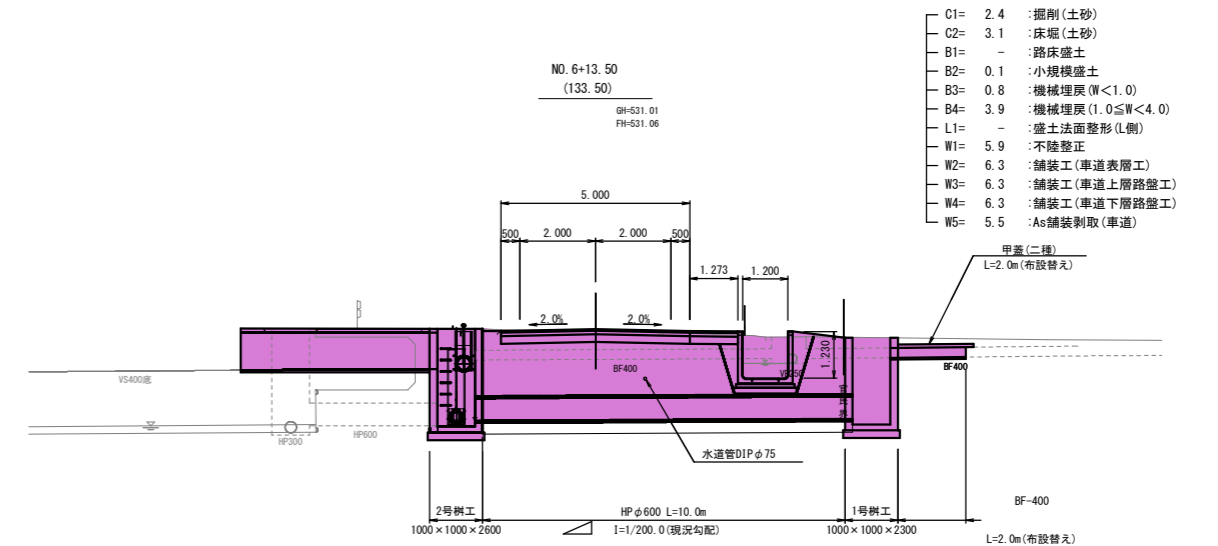 C1= 2.4 :掘削(土砂)
C2= 3.1 :床掘(土砂)
B1= - :路床盛土
B2= 0.1 :小規模盛土
B3= 0.8 :機械埋戻(W<1.0)
B4= 3.9 :機械埋戻(1.0≦W<4.0)
L1= - :盛土法面整形(L側)
W1= 5.9 :不陸整正
W2= 6.3 :舗装工(車道表層工)
W3= 6.3 :舗装工(車道上層路盤工)
W4= 6.3 :舗装工(車道下層路盤工)
W5= 5.5 :As舗装剥取(車道)
NO.6+13.50
(133.50)
GH=531.01
FH=531.06
5.000
500 2.000 2.000 500
1.273 1.200
甲蓋(二種)
L=2.0m(布設替え)
2.0% 2.0%
1.230
VS400底
BF400
BF400
HP300
HP600
水道管DIPφ75
2号桝工
HPφ600 L=10.0m
1号桝工
BF-400
1000×1000×2600
I=1/200.0(現況勾配)
1000×1000×2300
L=2.0m(布設替え)